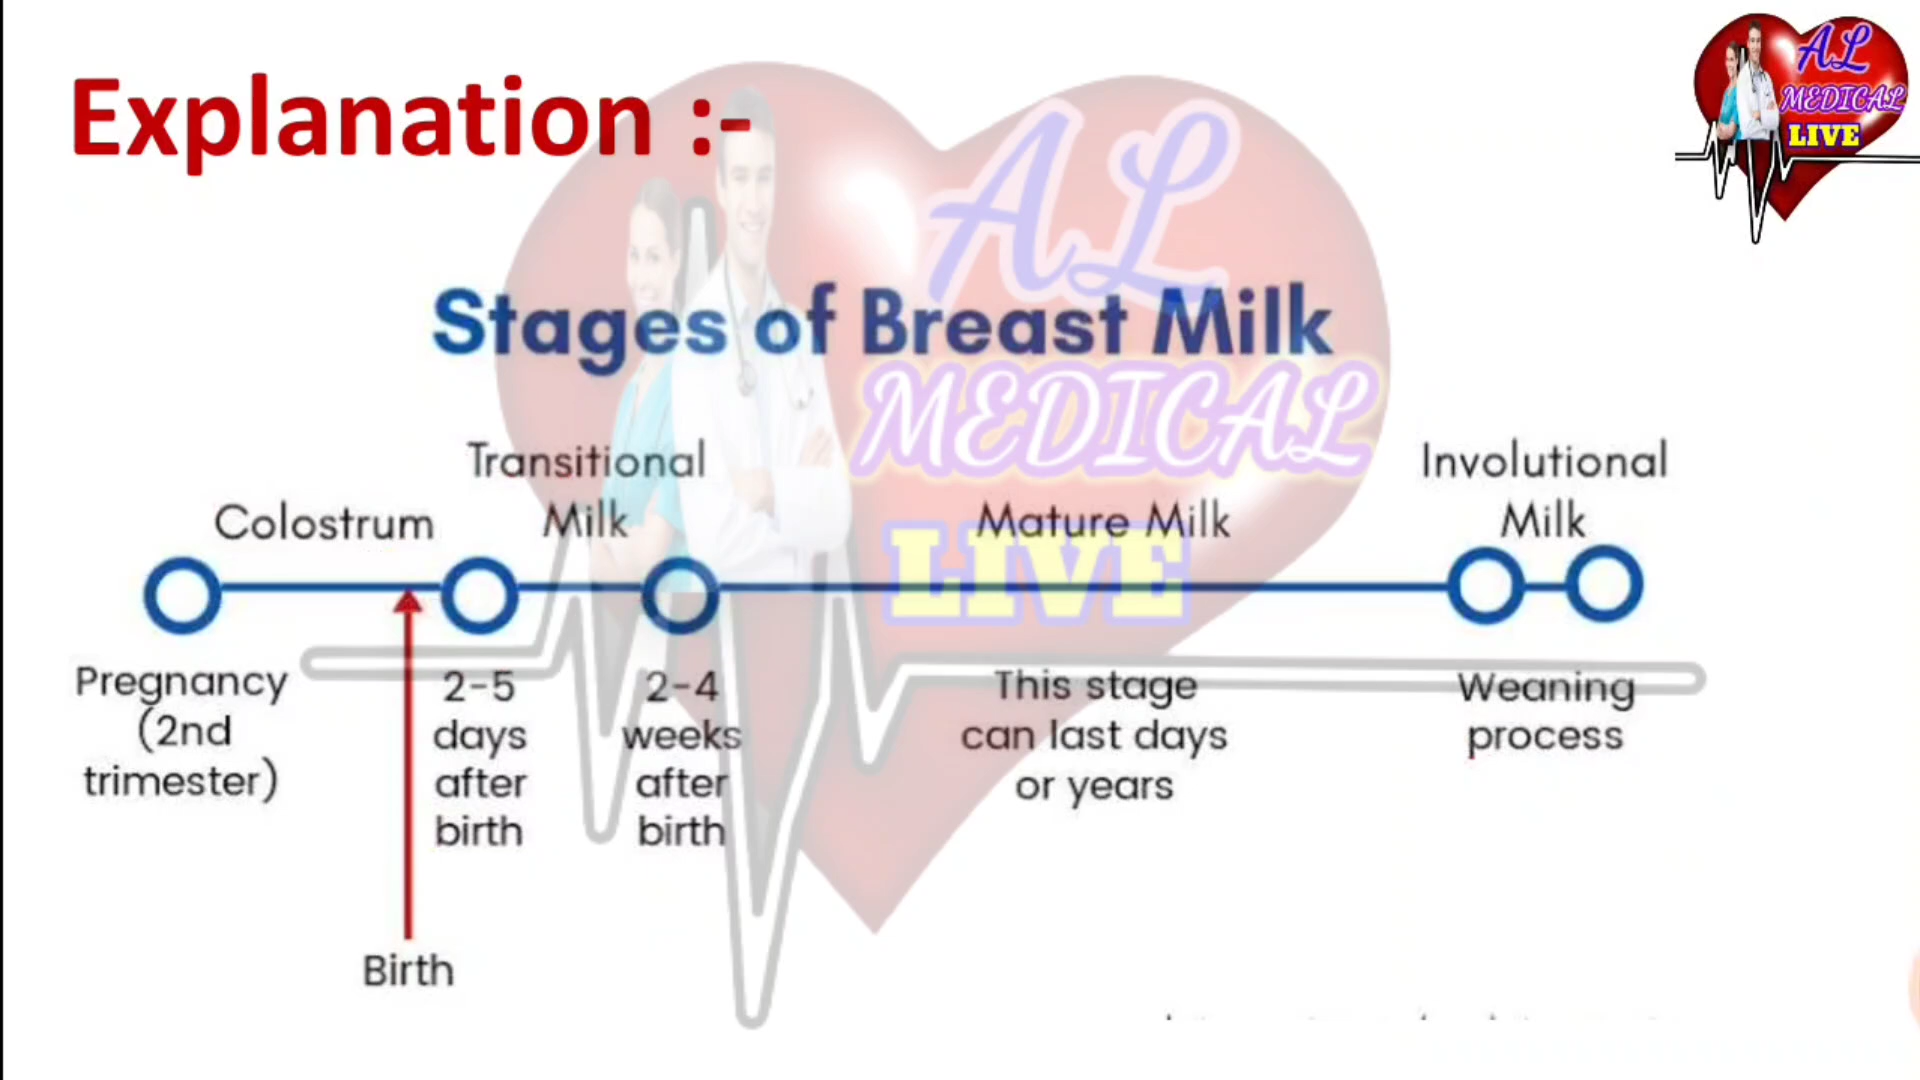 Explanation :-
AL
MEDICAL
LIVE
AL
MEDICAL
LIVE
Stages of Breast Milk
Colostrum
Transitional
Milk
Mature Milk
Involutional
Milk
Pregnancy
(2nd
trimester)
2-5
days
after
birth
2-4
weeks
after
birth
This stage
can last days
or years
Weaning
process
Birth